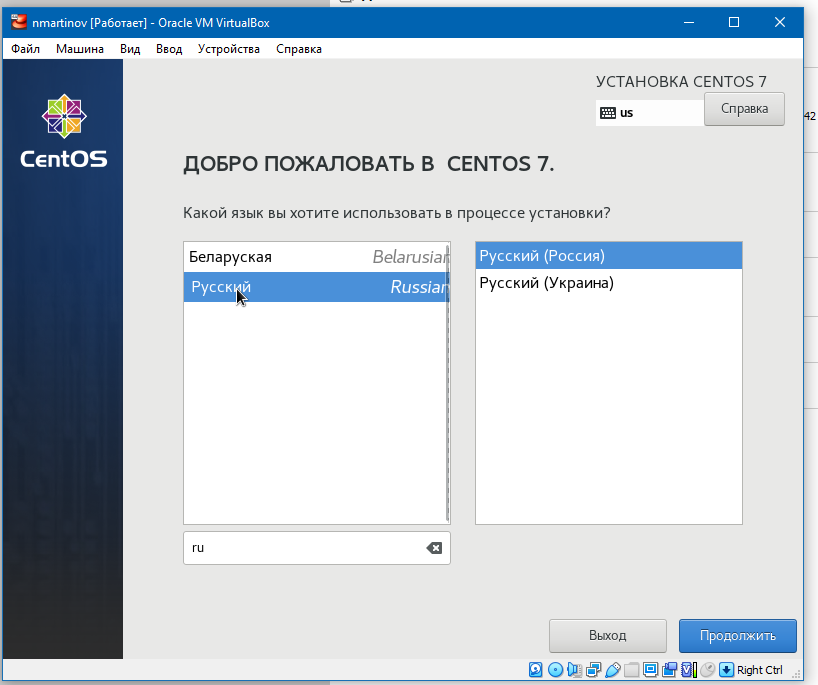 nmartinov [Работает] - Oracle VM VirtualBox
Файл Машина Вид Ввод Устройства Справка
УСТАНОВКА CENTOS 7
us Справка
42
CentOS
ДОБРО ПОЖАЛОВАТЬ В CENTOS 7.
Какой язык вы хотите использовать в процессе установки?
Беларуская Belarusian
Русский Russian
Русский (Россия)
Русский (Украина)
ru
Выход Продолжить
Right Ctrl